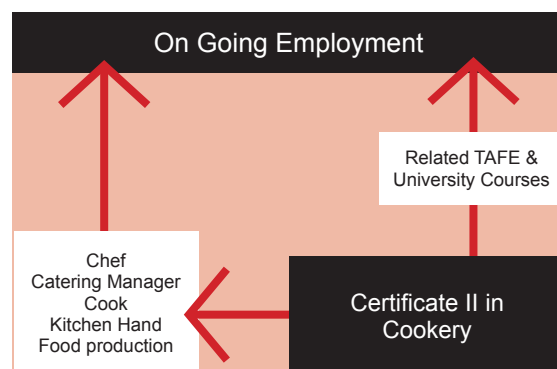 On Going Employment
Related TAFE &
University Courses
Chef
Catering Manager
Cook
Kitchen Hand
Food production
Certificate II in
Cookery